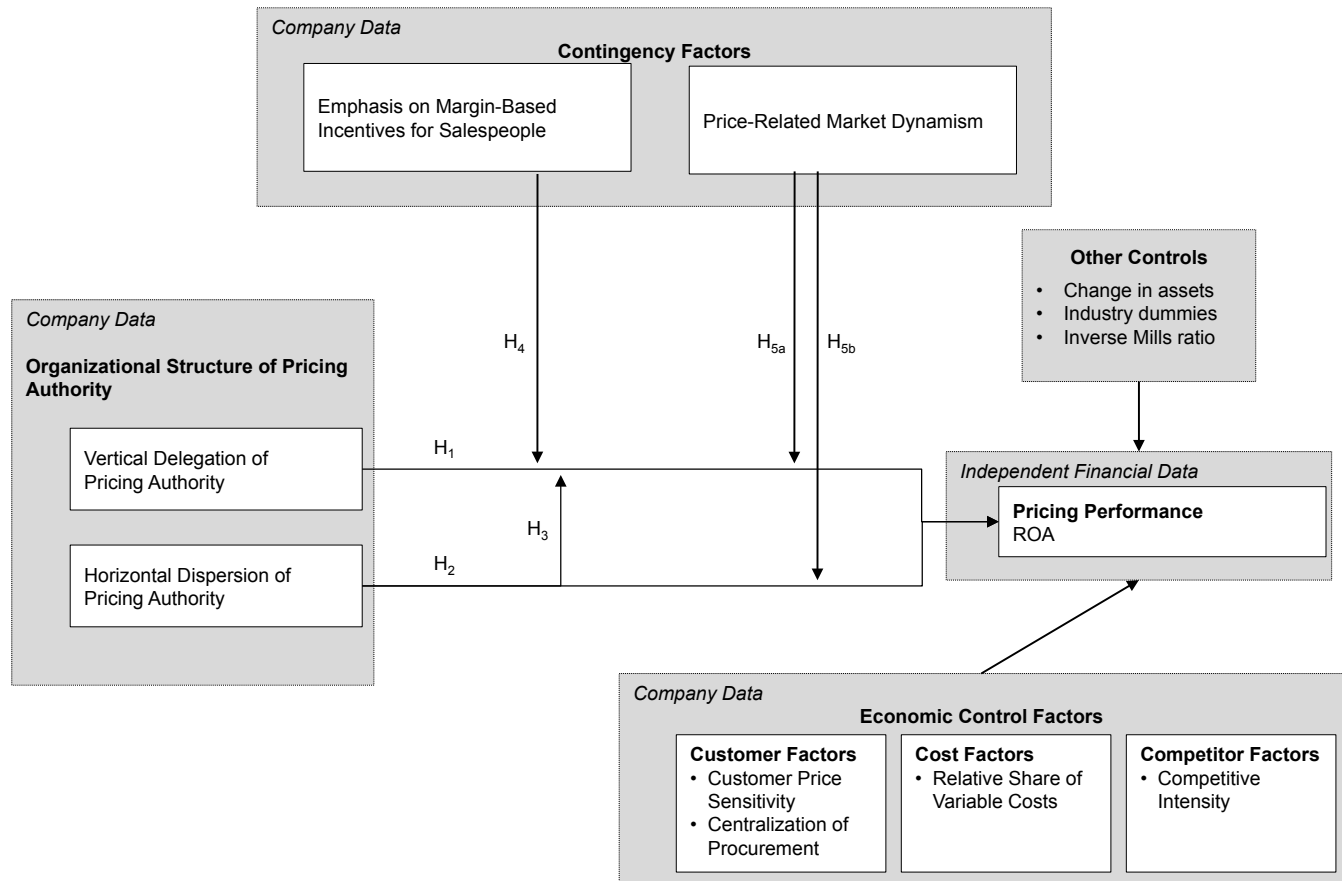 Company Data
Contingency Factors
Emphasis on Margin-Based
Incentives for Salespeople
Price-Related Market Dynamism
Other Controls
• Change in assets
• Industry dummies
• Inverse Mills ratio
Company Data
Organizational Structure of Pricing
Authority
Vertical Delegation of
Pricing Authority
Horizontal Dispersion of
Pricing Authority
H4
H5a
H5b
H1
H3
H2
Independent Financial Data
Pricing Performance
ROA
Company Data
Economic Control Factors
Customer Factors
• Customer Price
Sensitivity
• Centralization of
Procurement
Cost Factors
• Relative Share of
Variable Costs
Competitor Factors
• Competitive
Intensity